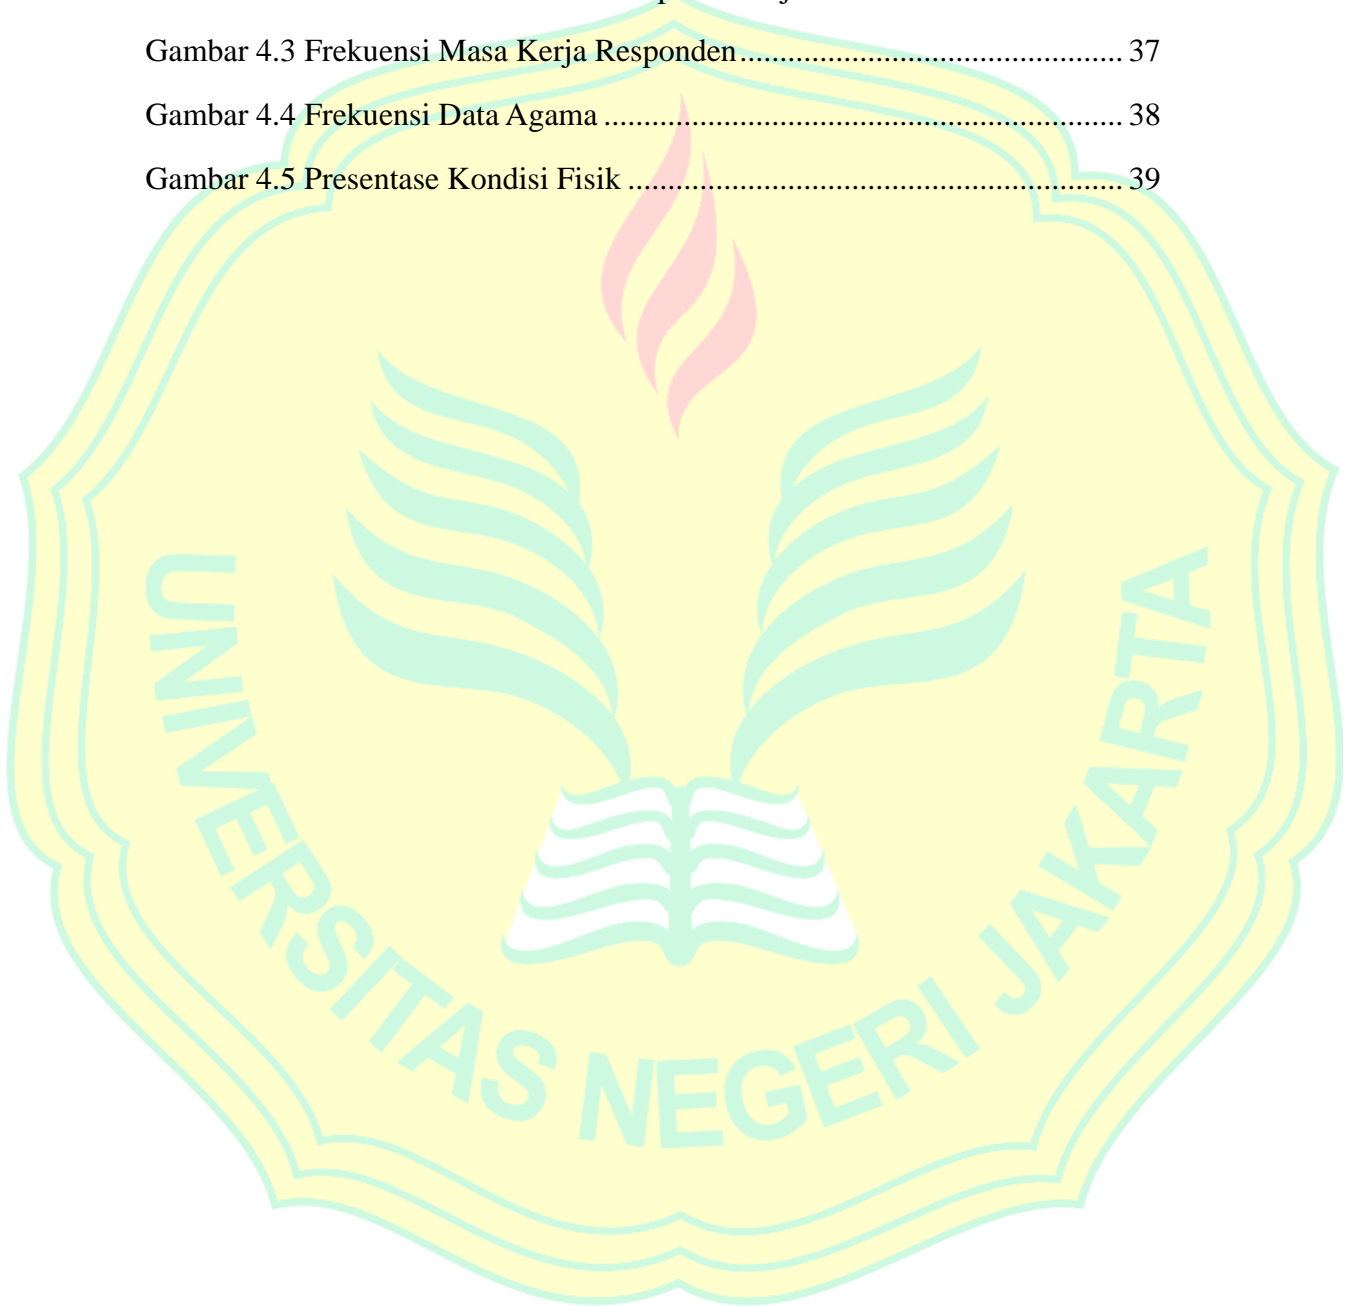 Gambar 4.3 Frekuensi Masa Kerja Responden............................................... 37
Gambar 4.4 Frekuensi Data Agama ................................................................ 38
Gambar 4.5 Presentase Kondisi Fisik ............................................................. 39
UNIVERSITAS NEGERI JAKARTA